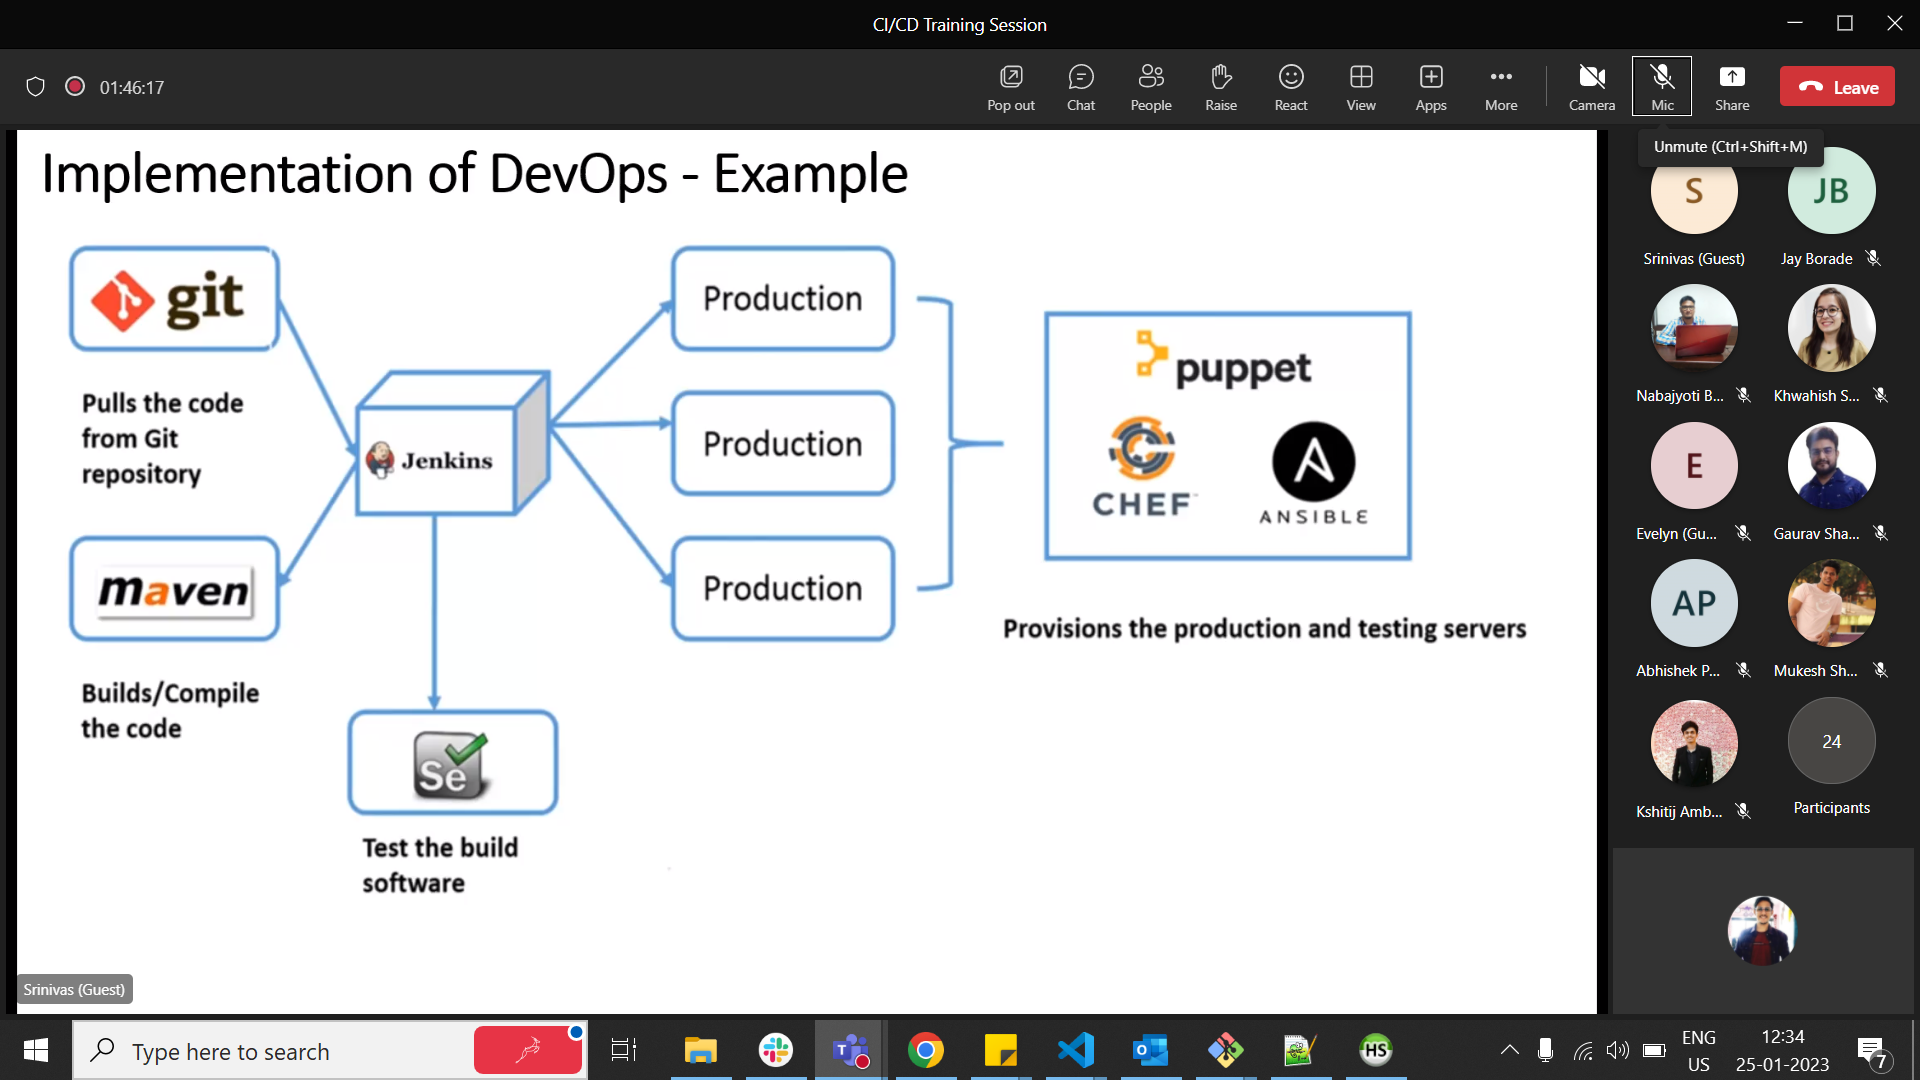 CI/CD Training Session
01:46:17
Pop out
Chat
People
Raise
React
View
Apps
More
Camera
Mic
Share
Leave
Unmute (Ctrl+Shift+M)
Implementation of DevOps - Example
git
Pulls the code
from Git
repository
Jenkins
maven
Builds/Compile
the code
Se
Test the build
software
Production
Production
Production
puppet
CHEF
ANSIBLE
Provisions the production and testing servers
S
Srinivas (Guest)
JB
Jay Borade
Nabajyoti B...
Khwahish S...
E
Evelyn (Gu...
Gaurav Sha...
AP
Abhishek P...
Mukesh Sh...
Kshitij Amb...
24
Participants
Srinivas (Guest)
Type here to search
T
HS
ENG
US
12:34
25-01-2023
7